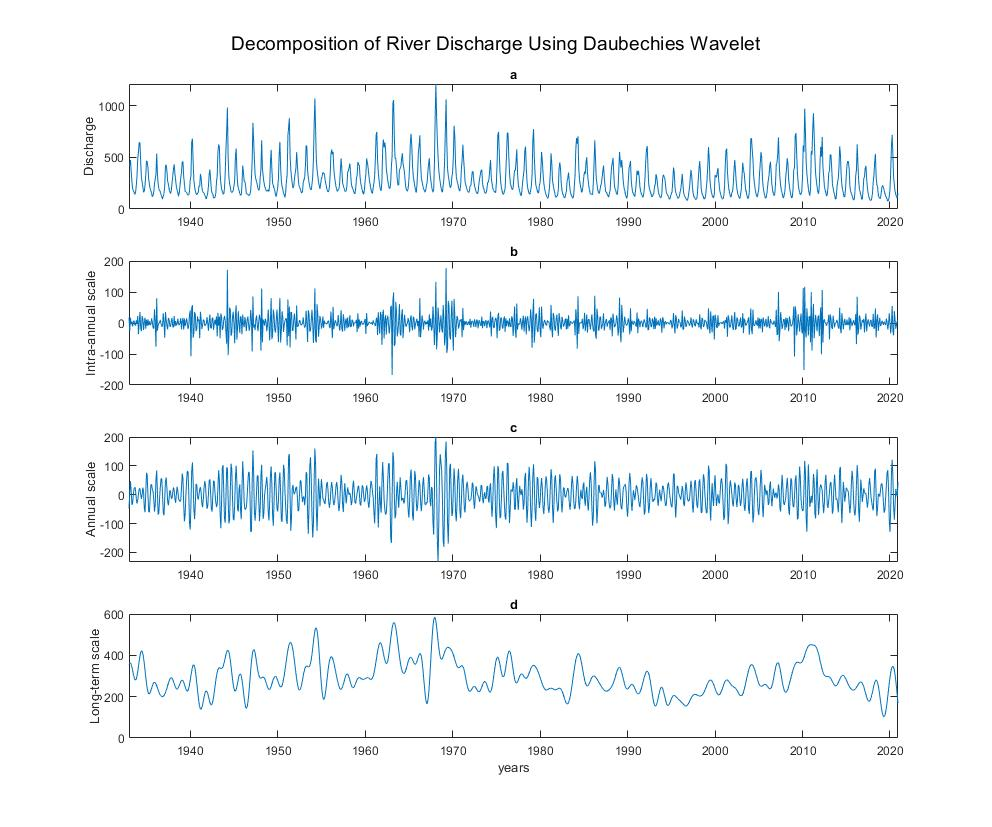 Decomposition of River Discharge Using Daubechies Wavelet
a
Discharge
1000
500
0
1940 1950 1960 1970 1980 1990 2000 2010 2020
b
Intra-annual scale
200
100
0
-100
-200
1940 1950 1960 1970 1980 1990 2000 2010 2020
c
Annual scale
200
100
0
-100
-200
1940 1950 1960 1970 1980 1990 2000 2010 2020
d
Long-term scale
600
400
200
0
1940 1950 1960 1970 1980 1990 2000 2010 2020
years